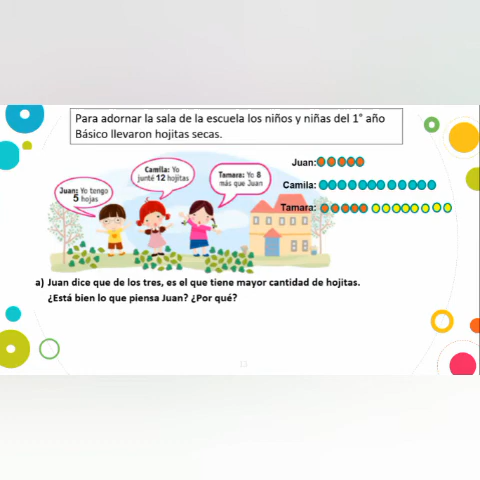 Para adornar la sala de la escuela los niños y niñas del 1° año
Básico llevaron hojitas secas.
Juan: Yo tengo
5 hojas
Camila: Yo
junté 12 hojitas
Tamara: Yo 8
más que Juan
Juan:
Camila:
Tamara:
a) Juan dice que de los tres, es el que tiene mayor cantidad de hojitas.
¿Está bien lo que piensa Juan? ¿Por qué?
13